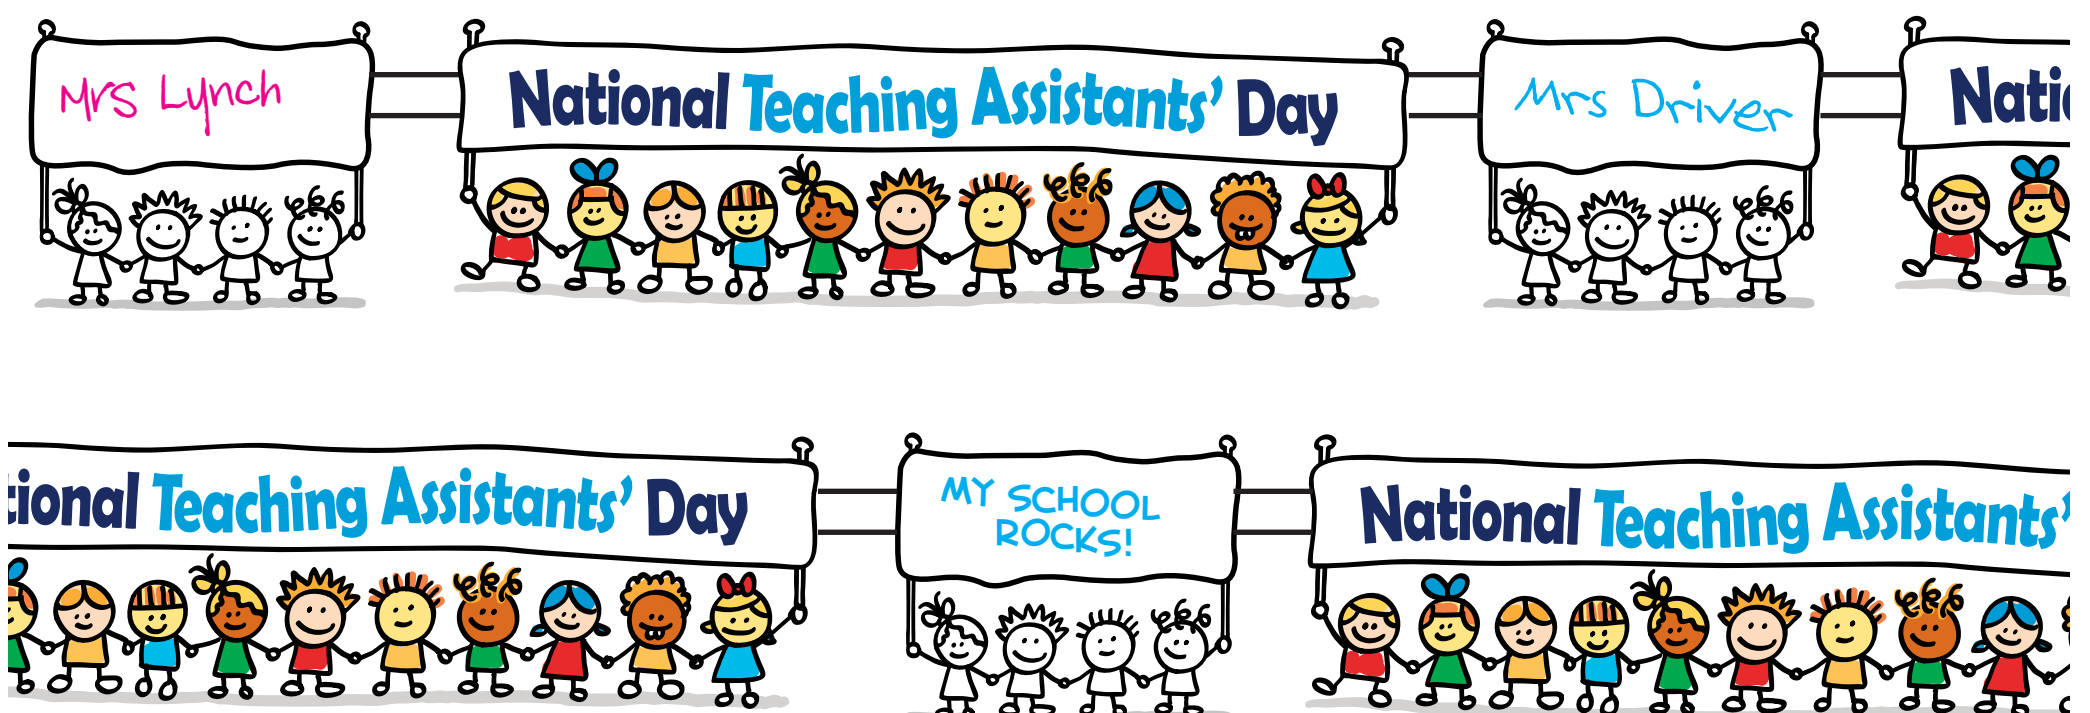 Mrs Lynch
National Teaching Assistants' Day
Mrs Driver
Nati
tional Teaching Assistants' Day
MY SCHOOL
ROCKS!
National Teaching Assistants'